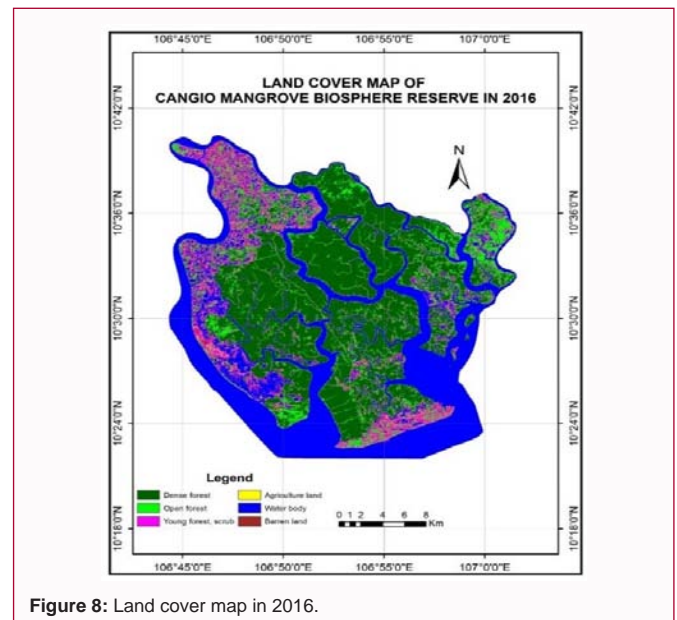 106°45'0"E 106°50'0"E 106°55'0"E 107°0'0"E
LAND COVER MAP OF
CANGIO MANGROVE BIOSPHERE RESERVE IN 2016
10°42'0"N 10°42'0"N
N
10°36'0"N 10°36'0"N
10°30'0"N 10°30'0"N
10°24'0"N 10°24'0"N
Legend
Dense forest Agriculture land
Open forest Water body
Young forest, scrub Barren land
0 1 2 4 6 8
Km
10°18'0"N 10°18'0"N
106°45'0"E 106°50'0"E 106°55'0"E 107°0'0"E
Figure 8: Land cover map in 2016.